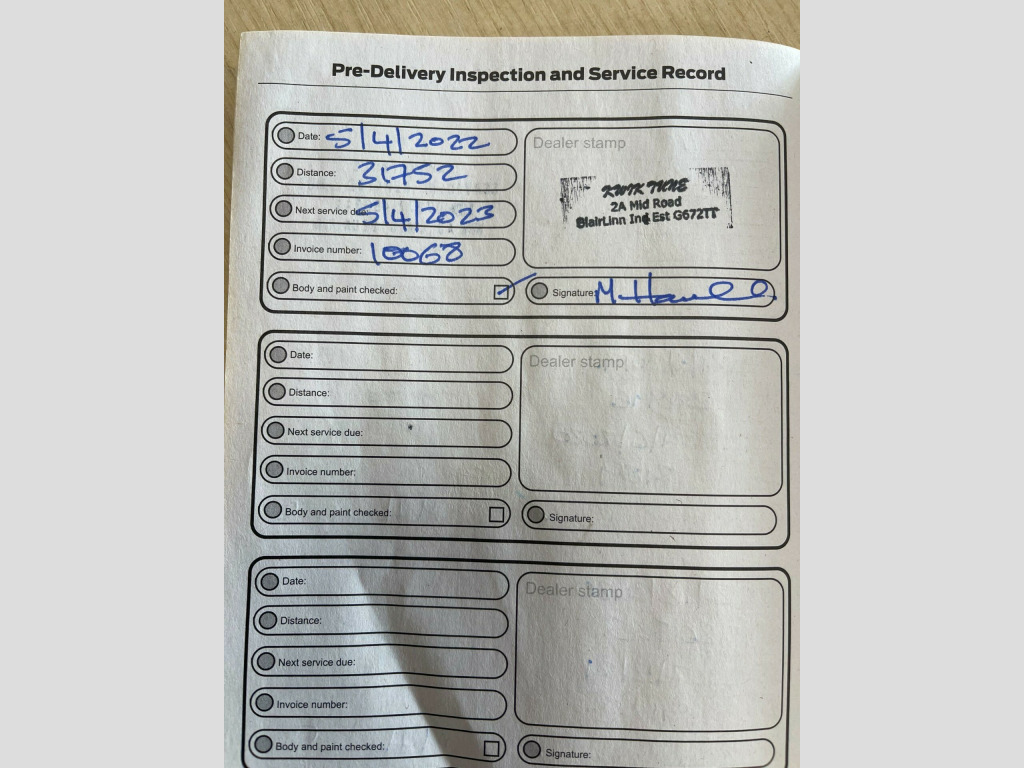 Pre-Delivery Inspection and Service Record
Date: 5/4/2022
Distance: 31752
Next service due: 5/4/2023
Invoice number: 10068
Body and paint checked:
Dealer stamp
KWIK TUNE
2A Mid Road
BlairLinn Ind Est G672TT
Signature:
Date:
Distance:
Next service due:
Invoice number:
Body and paint checked:
Dealer stamp
Signature:
Date:
Distance:
Next service due:
Invoice number:
Body and paint checked:
Dealer stamp
Signature: